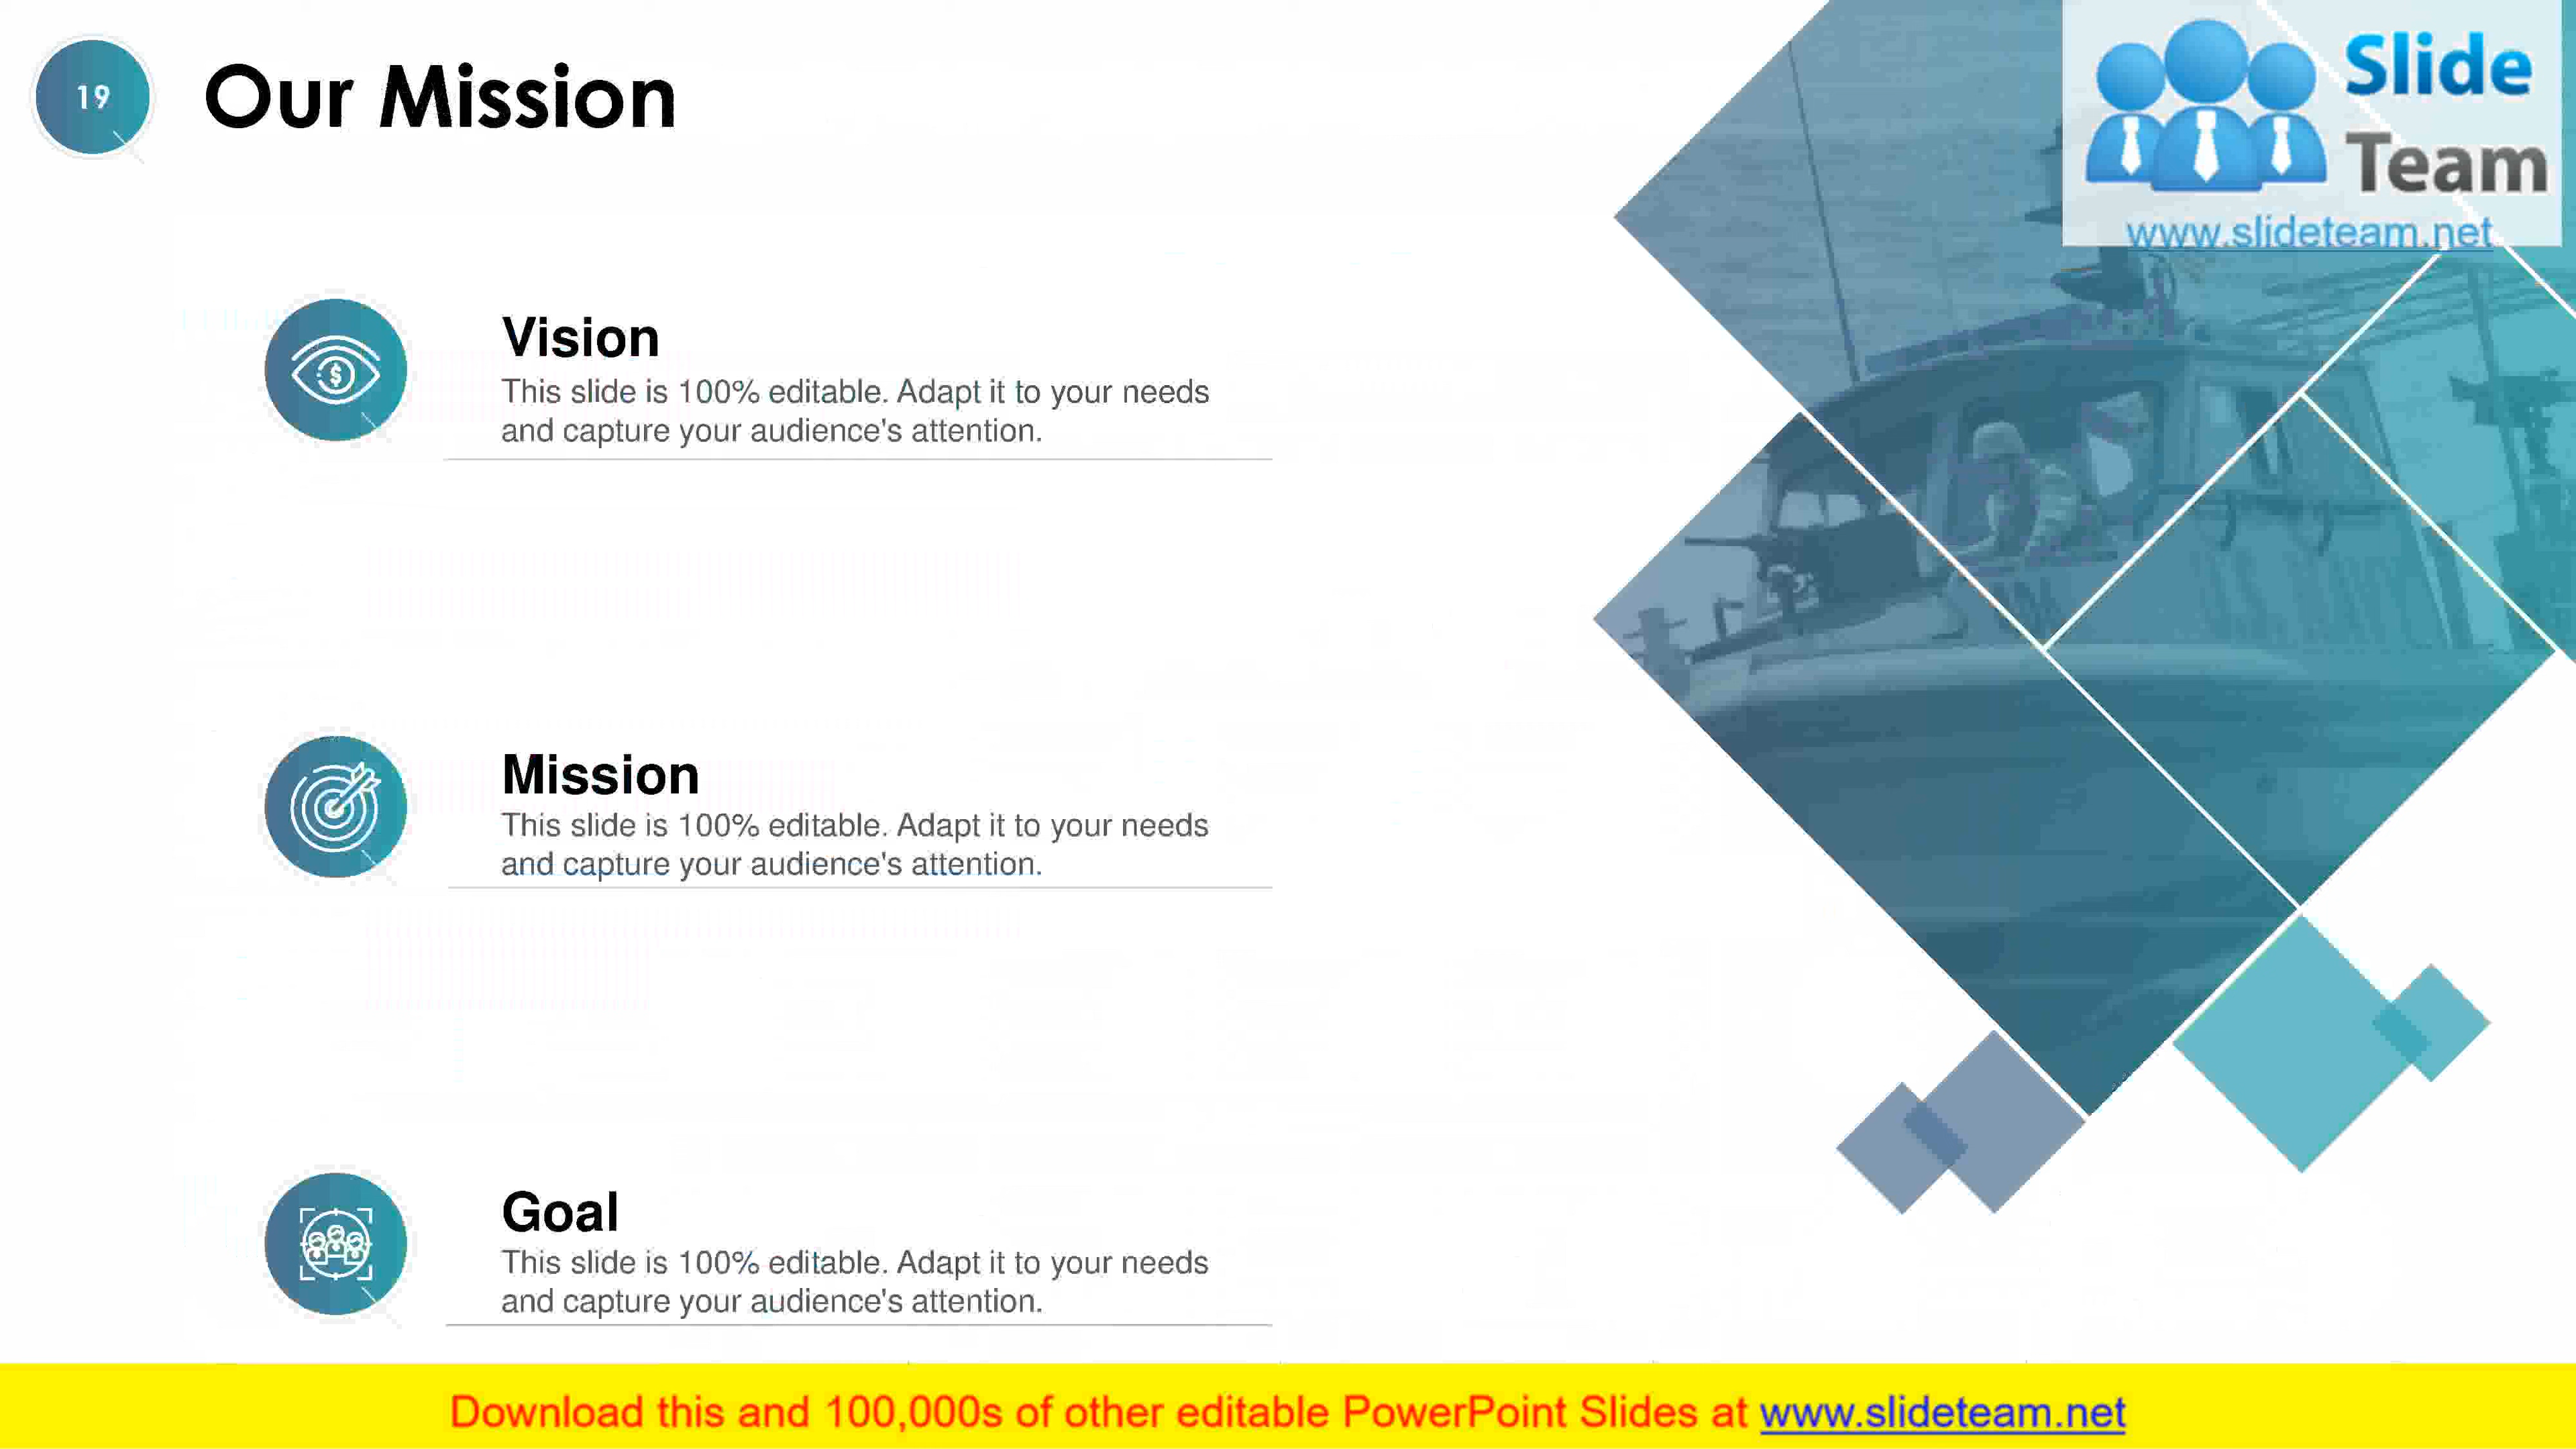 19
Our Mission
Slide
Team
www.slideteam.net
Vision
This slide is 100% editable. Adapt it to your needs
and capture your audience's attention.
Mission
This slide is 100% editable. Adapt it to your needs
and capture your audience's attention.
Goal
This slide is 100% editable. Adapt it to your needs
and capture your audience's attention.
Download this and 100,000s of other editable PowerPoint Slides at www.slideteam.net